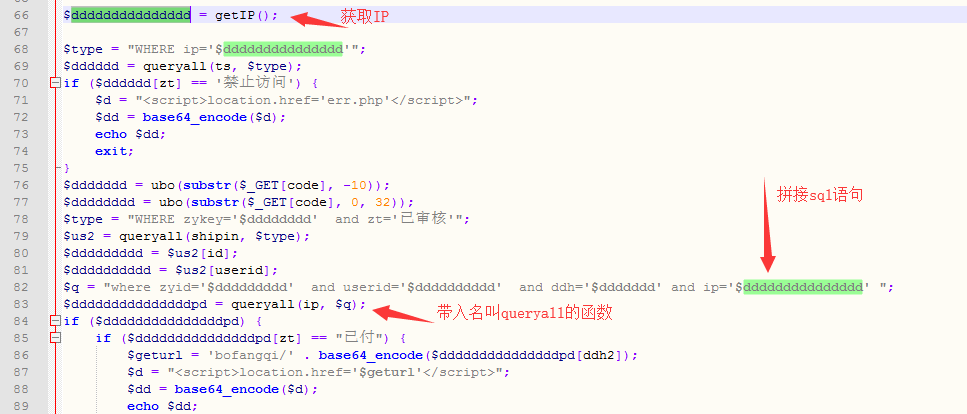 66 $ddddddddddddddd = getIP(); 获取IP
67
68 $type = "WHERE ip='$ddddddddddddddd'";
69 $dddddd = queryall(ts, $type);
70 if ($dddddd[zt] == '禁止访问') {
71 $d = "<script>location.href='err.php'</script>";
72 $dd = base64_encode($d);
73 echo $dd;
74 exit;
75 }
76 $ddddddd = ubo(substr($_GET[code], -10));
77 $dddddddd = ubo(substr($_GET[code], 0, 32));
拼接sql语句
78 $type = "WHERE zykey='$dddddddd'  and zt='已审核'";
79 $us2 = queryall(shipin, $type);
80 $ddddddddd = $us2[id];
81 $dddddddddd = $us2[userid];
82 $q = "where zyid='$ddddddddd'  and userid='$dddddddddd'  and ddh='$ddddddd' and ip='$ddddddddddddddd' ";
83 $dddddddddddddddpd = queryall(ip, $q); 带入名叫queryall的函数
84 if ($dddddddddddddddpd) {
85 if ($dddddddddddddddpd[zt] == "已付") {
86 $geturl = 'bofangqi/' . base64_encode($dddddddddddddddpd[ddh2]);
87 $d = "<script>location.href='$geturl'</script>";
88 $dd = base64_encode($d);
89 echo $dd;